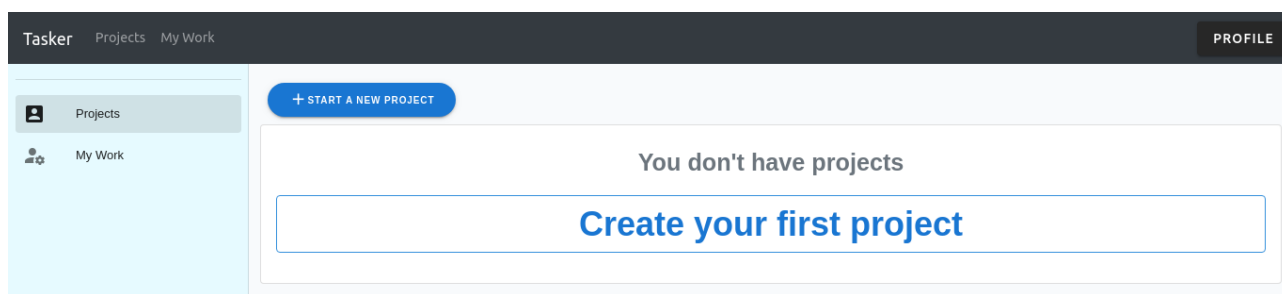 Tasker Projects My Work PROFILE
Projects
My Work
START A NEW PROJECT
You don't have projects
Create your first project